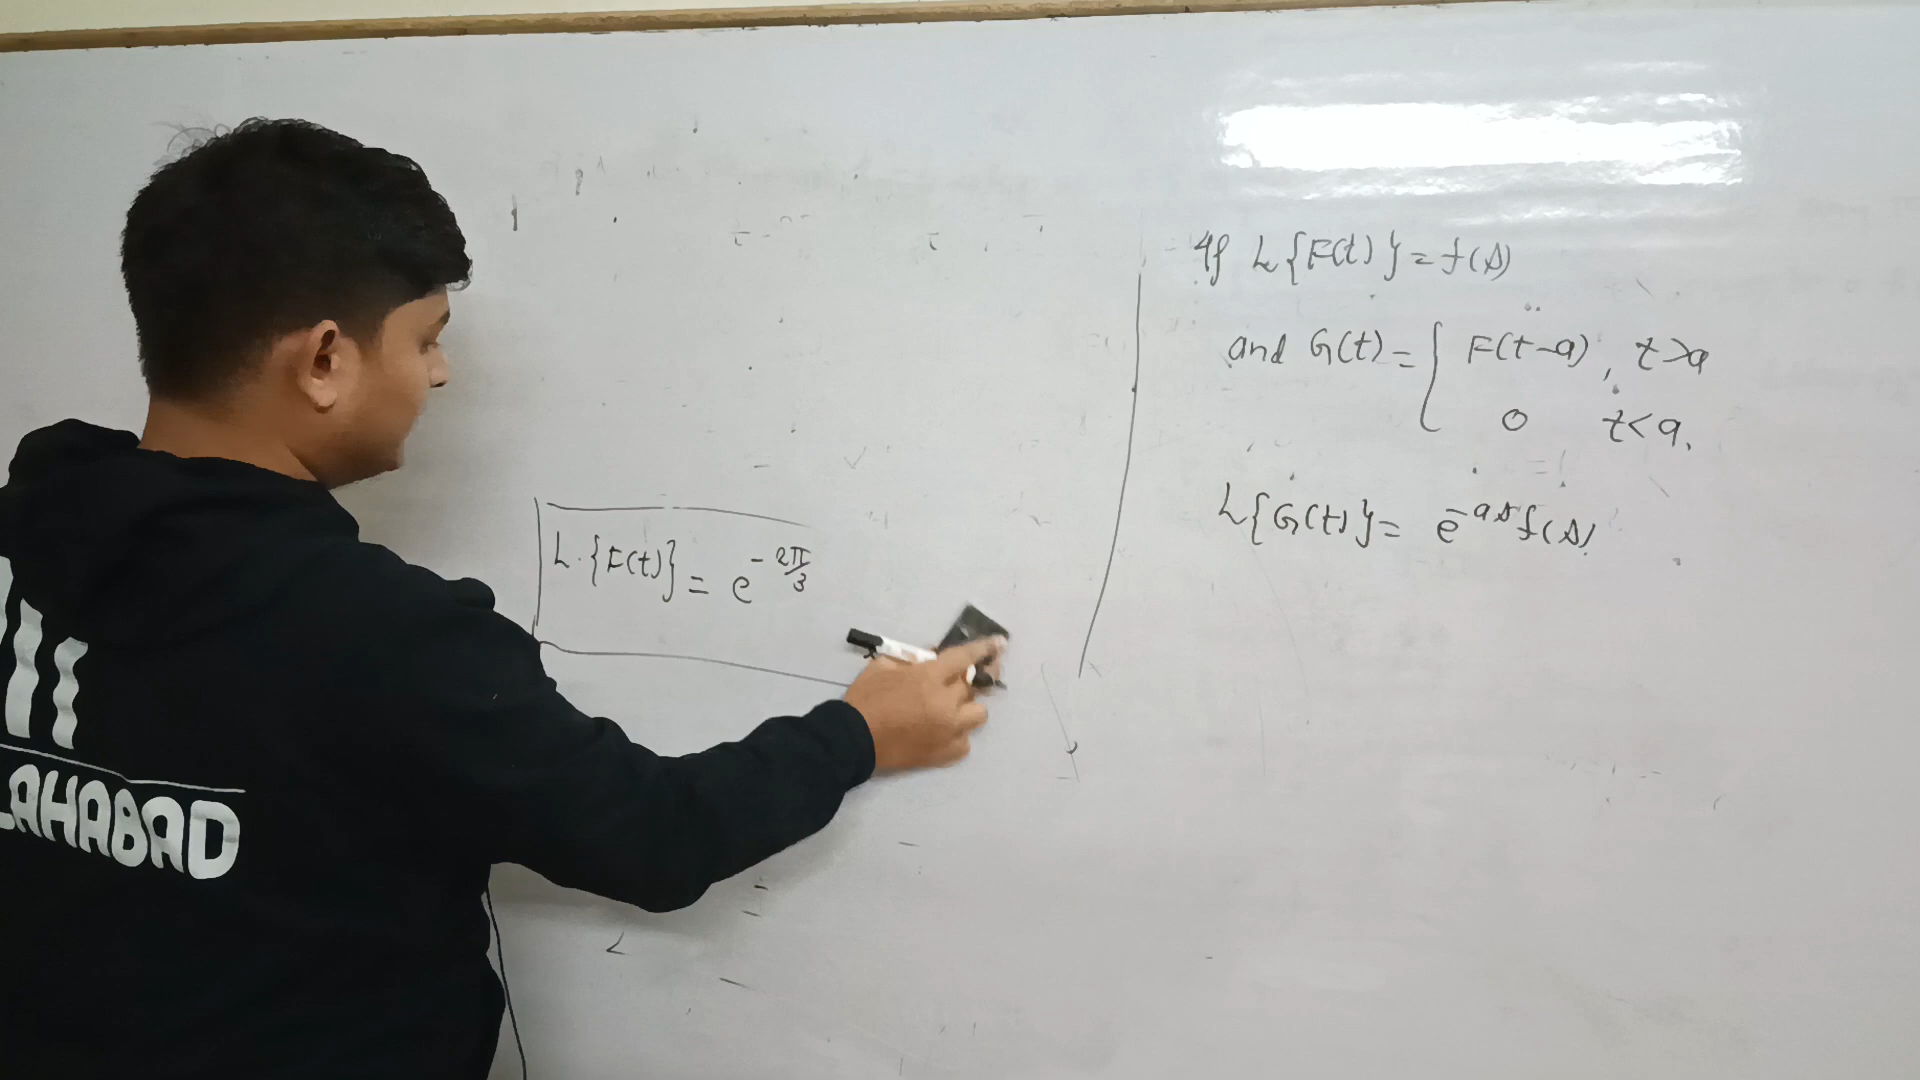 L.{F(t)} = e^{-2π/3}
If L{F(t)} = f(s)
and G(t) = { F(t-a), t>a
0 t<a.
L{G(t)} = e^{-as} f(s)
LAHABAD